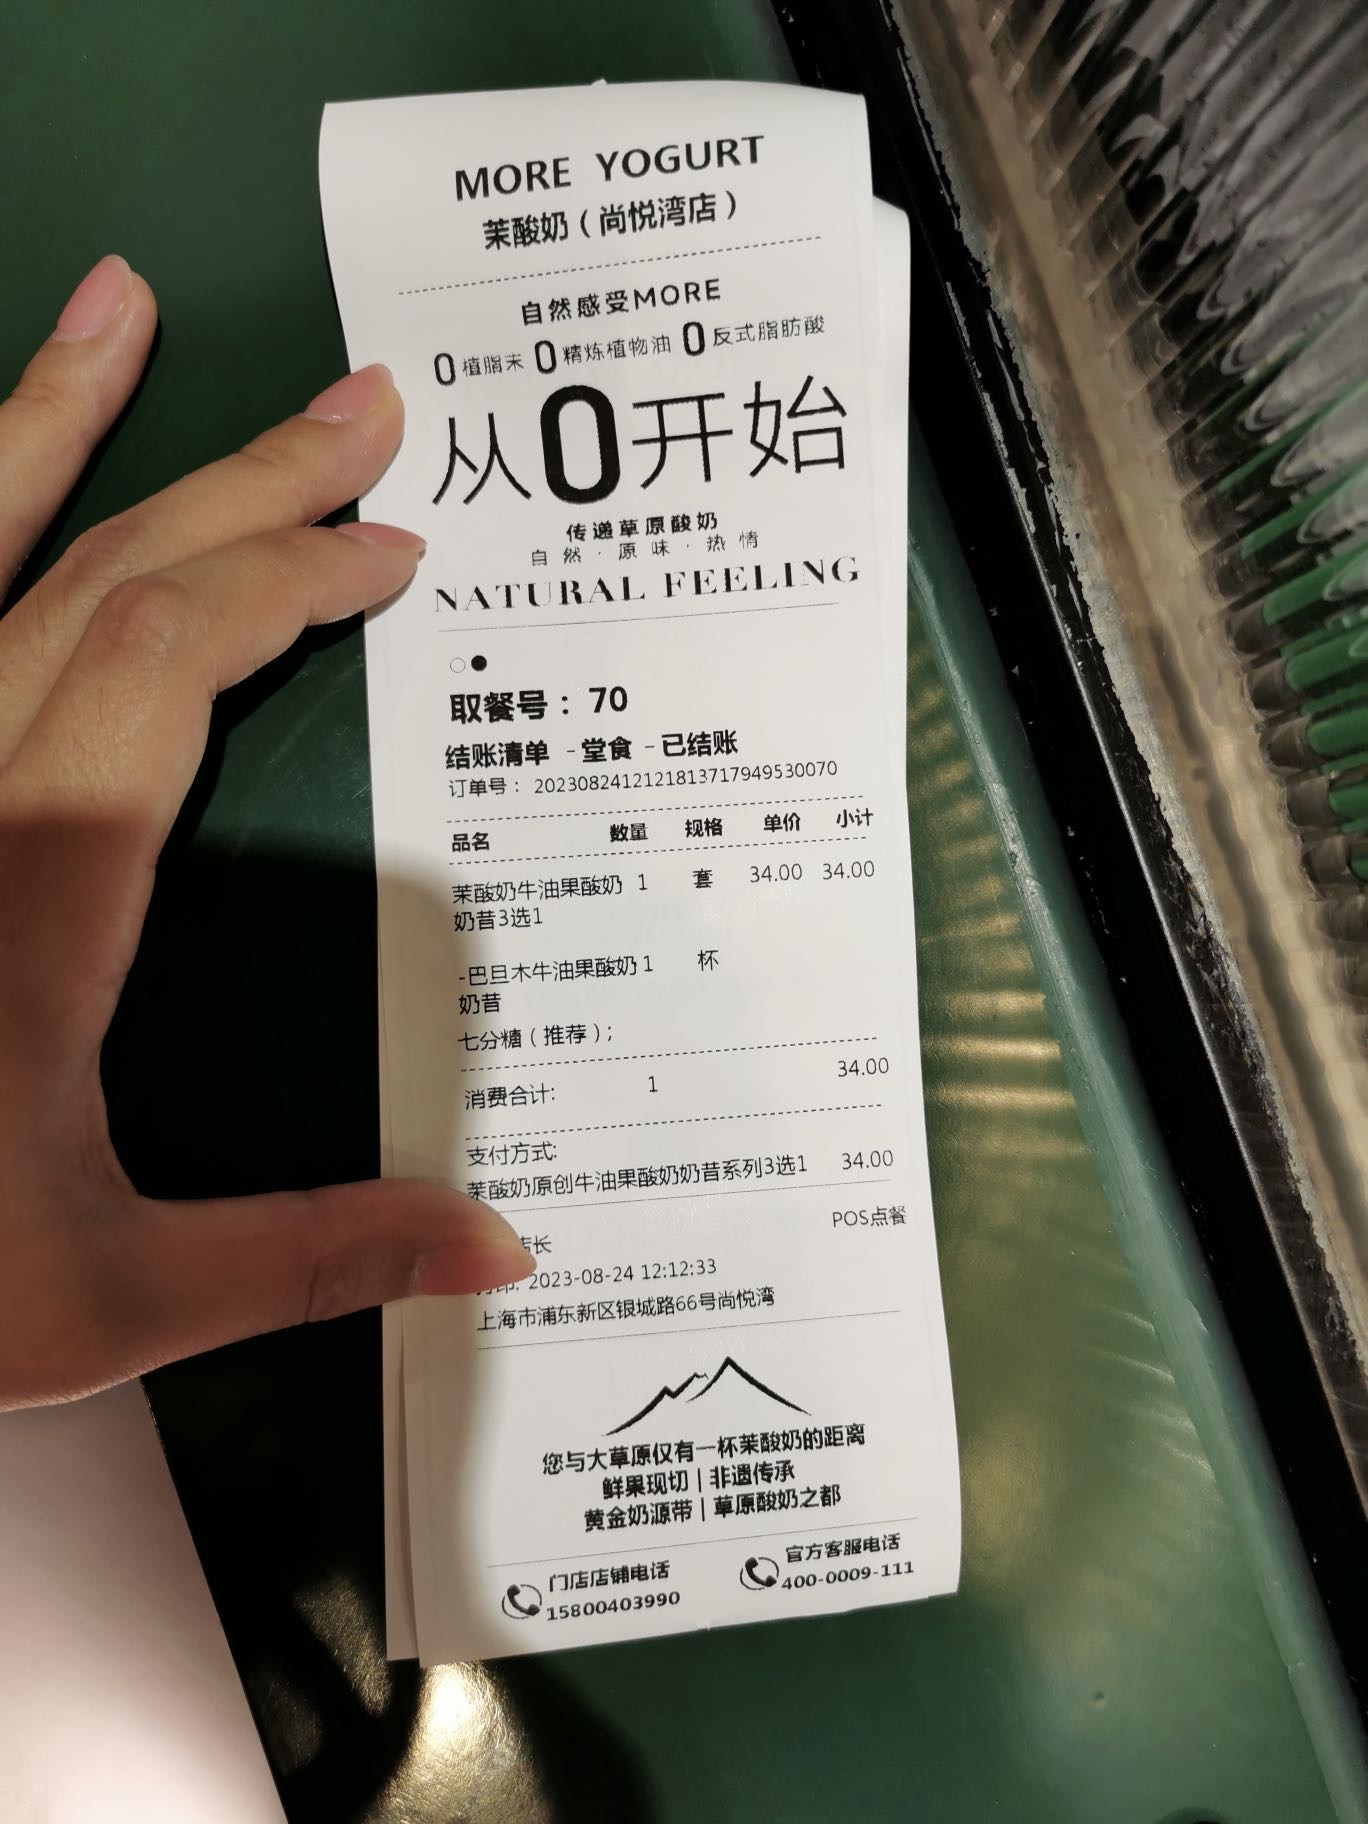 MORE YOGURT
茉酸奶（尚悦湾店）
自然感受MORE
0植脂末 0精炼植物油 0反式脂肪酸
从0开始
传递草原酸奶
自然·原味·热情
NATURAL FEELING
取餐号：70
结账清单 -堂食 -已结账
订单号：20230824121218137179495300​70
品名 数量 规格 单价 小计
茉酸奶牛油果酸奶 1 套 34.00 34.00
奶昔3选1
-巴旦木牛油果酸奶 1 杯
奶昔
七分糖（推荐）;
消费合计: 1 34.00
支付方式:
茉酸奶原创牛油果酸奶奶昔系列3选1 34.00
POS点餐
店长
打印: 2023-08-24 12:12:33
上海市浦东新区银城路66号尚悦湾
您与大草原仅有一杯茉酸奶的距离
鲜果现切|非遗传承
黄金奶源带|草原酸奶之都
门店店铺电话 官方客服电话
15800403990 400-0009-111